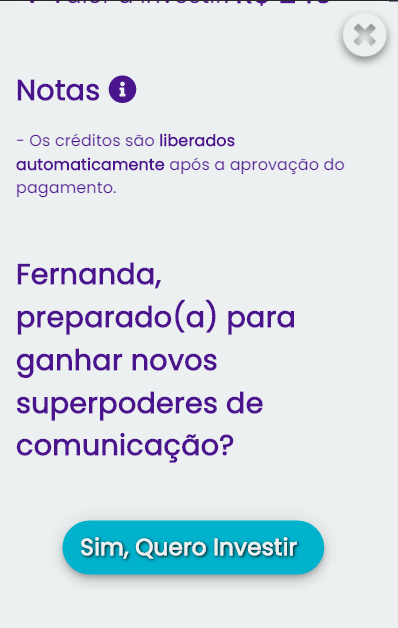 Notas
- Os créditos são liberados
automaticamente após a aprovação do
pagamento.
Fernanda,
preparado(a) para
ganhar novos
superpoderes de
comunicação?
Sim, Quero Investir